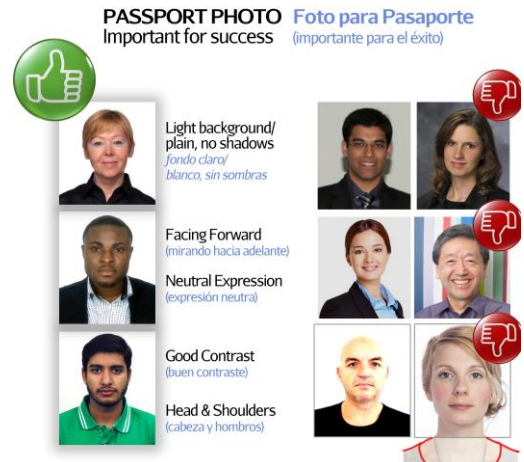 PASSPORT PHOTO Foto para Pasaporte
Important for success (importante para el éxito)
Light background/
plain, no shadows
fondo claro/
blanco, sin sombras
Facing Forward
(mirando hacia adelante)
Neutral Expression
(expresión neutra)
Good Contrast
(buen contraste)
Head & Shoulders
(cabeza y hombros)